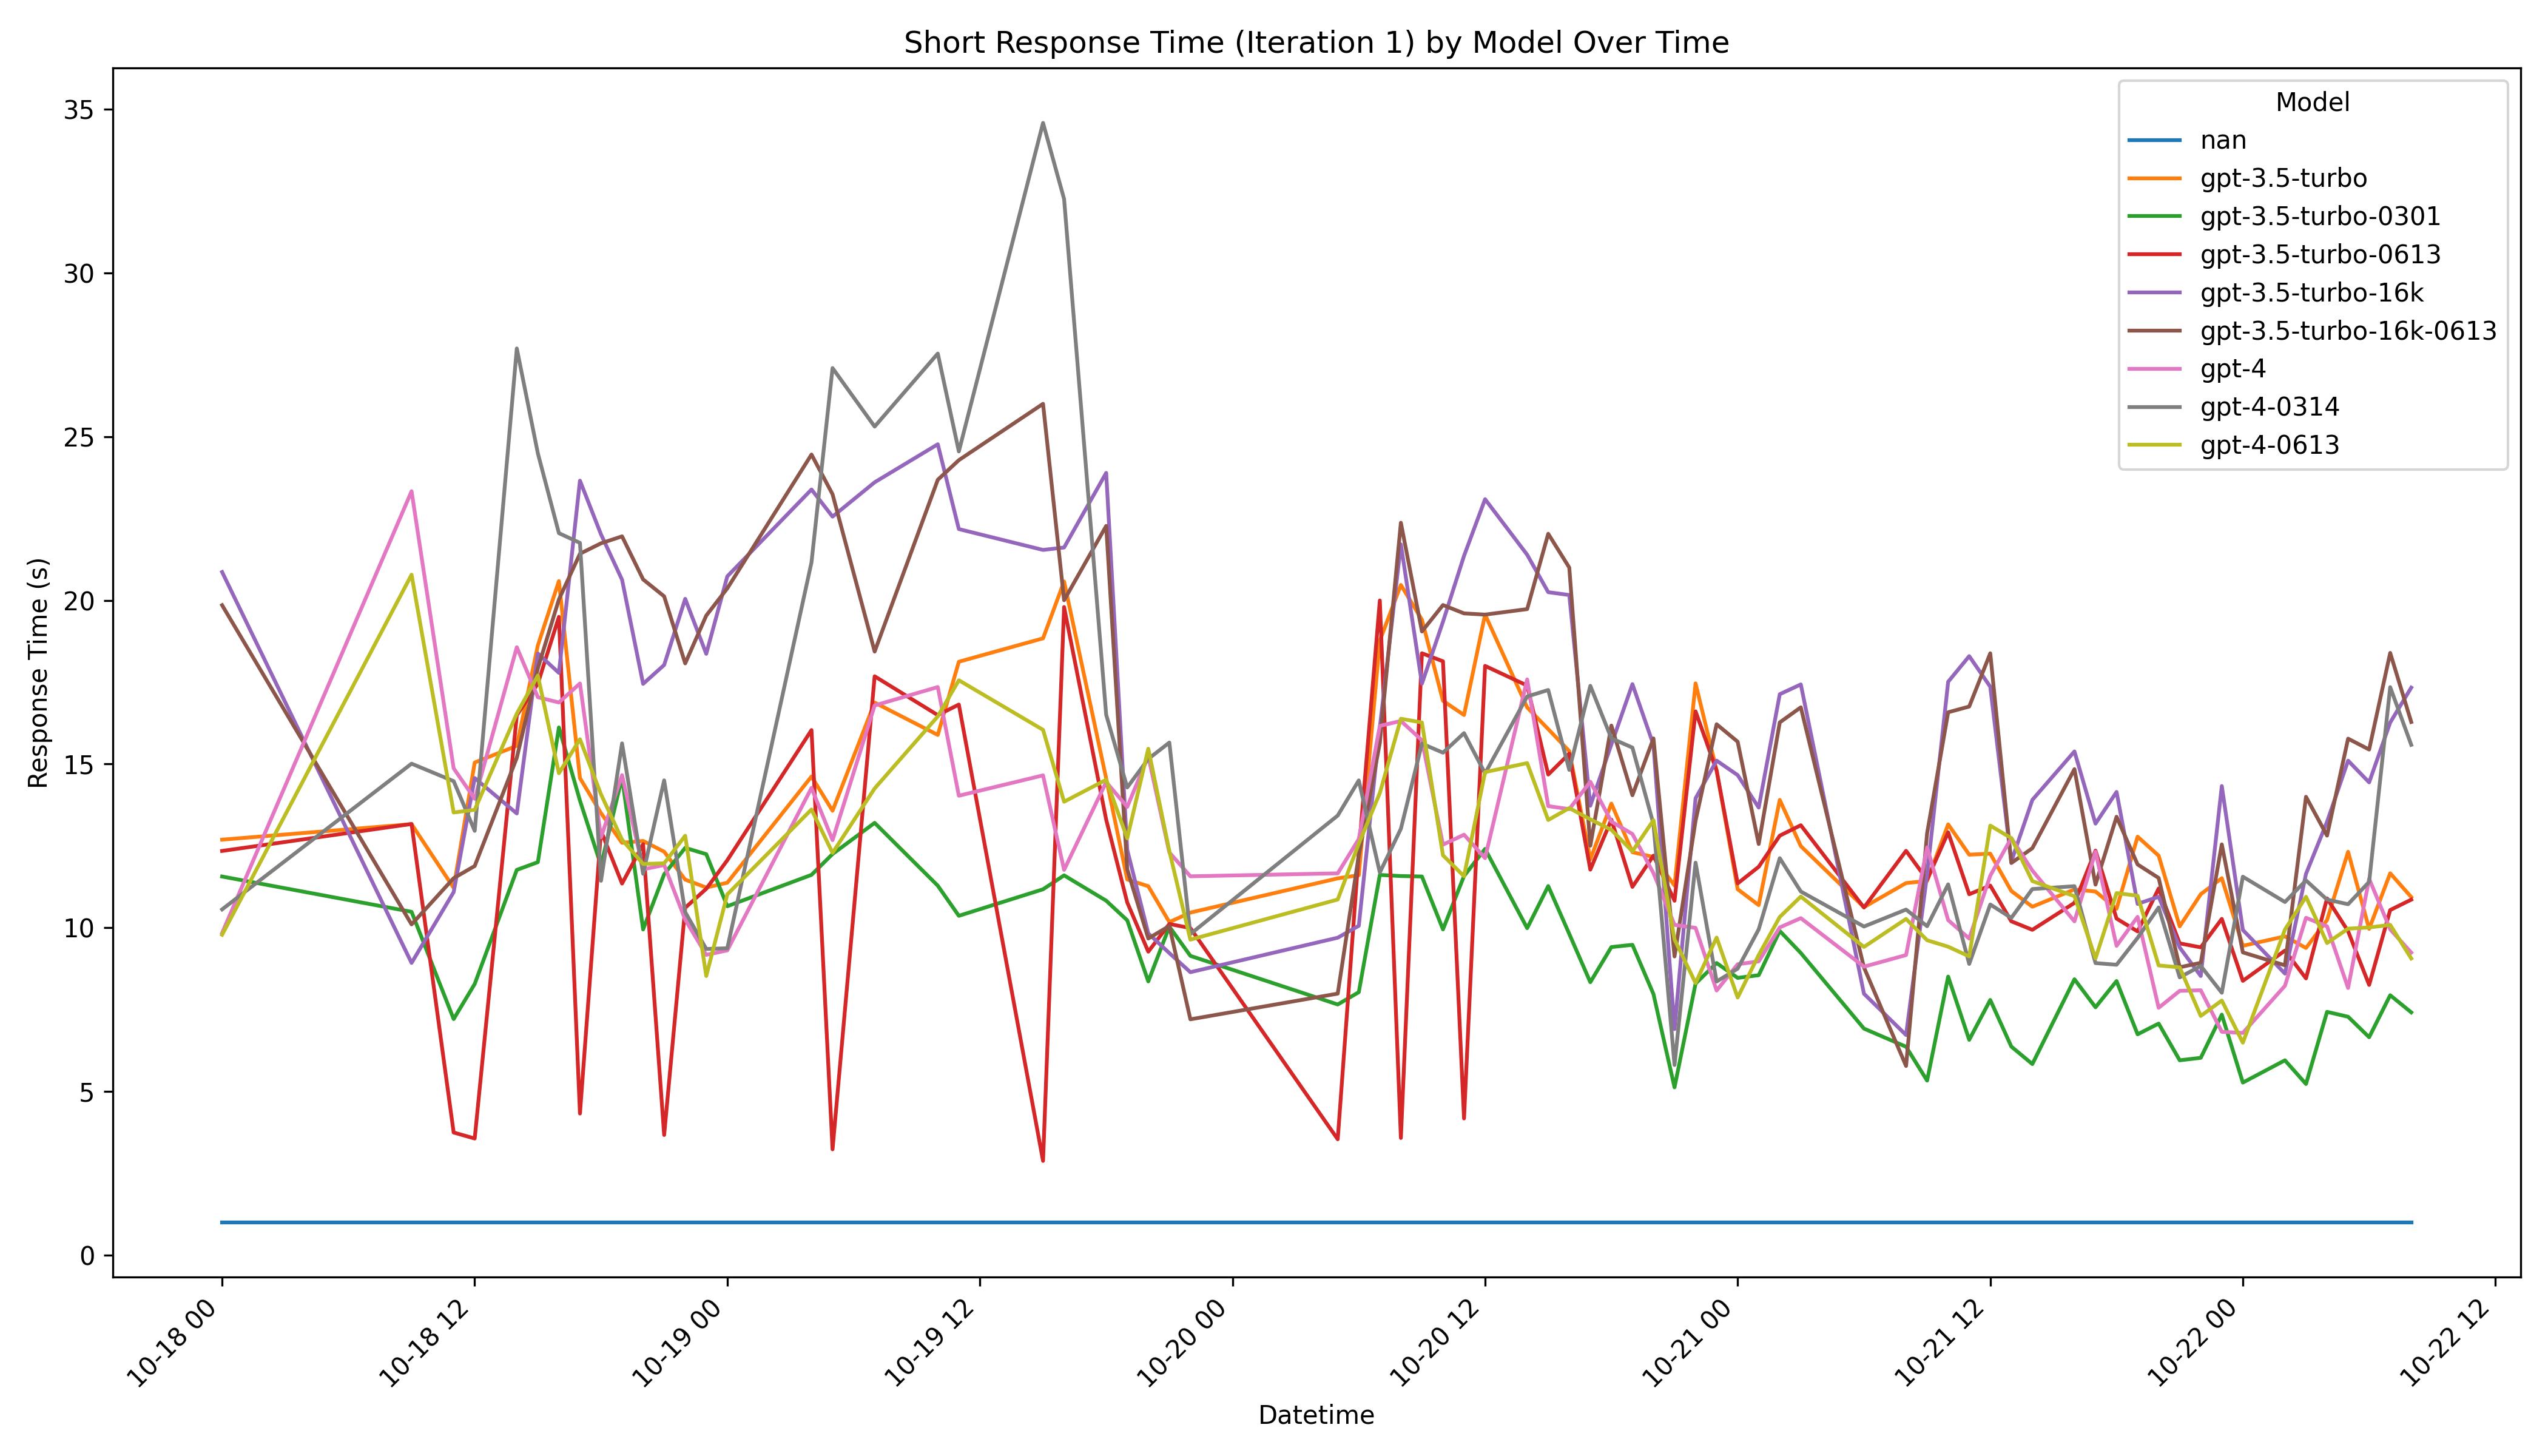 Short Response Time (Iteration 1) by Model Over Time
Model
nan
gpt-3.5-turbo
gpt-3.5-turbo-0301
gpt-3.5-turbo-0613
gpt-3.5-turbo-16k
gpt-3.5-turbo-16k-0613
gpt-4
gpt-4-0314
gpt-4-0613
Response Time (s)
35
30
25
20
15
10
5
0
10-18 00
10-18 12
10-19 00
10-19 12
10-20 00
10-20 12
10-21 00
10-21 12
10-22 00
10-22 12
Datetime